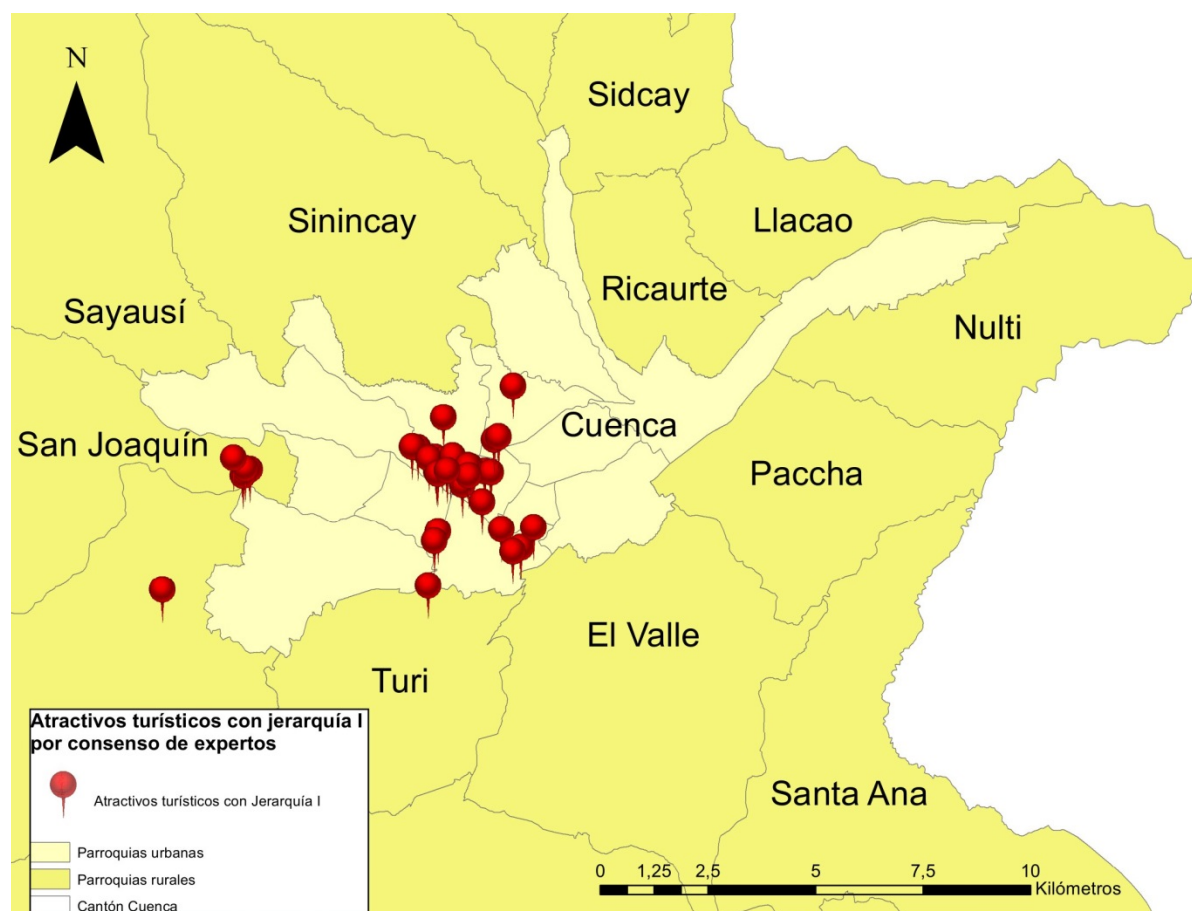 N
Sidcay
Sinincay
Llacao
Ricaurte
Sayausí
Nulti
Cuenca
San Joaquín
Paccha
El Valle
Turi
Santa Ana
Atractivos turísticos con jerarquía I
por consenso de expertos
Atractivos turísticos con Jerarquía I
Parroquias urbanas
Parroquias rurales
Cantón Cuenca
0 1,25 2,5 5 7,5 10
Kilómetros